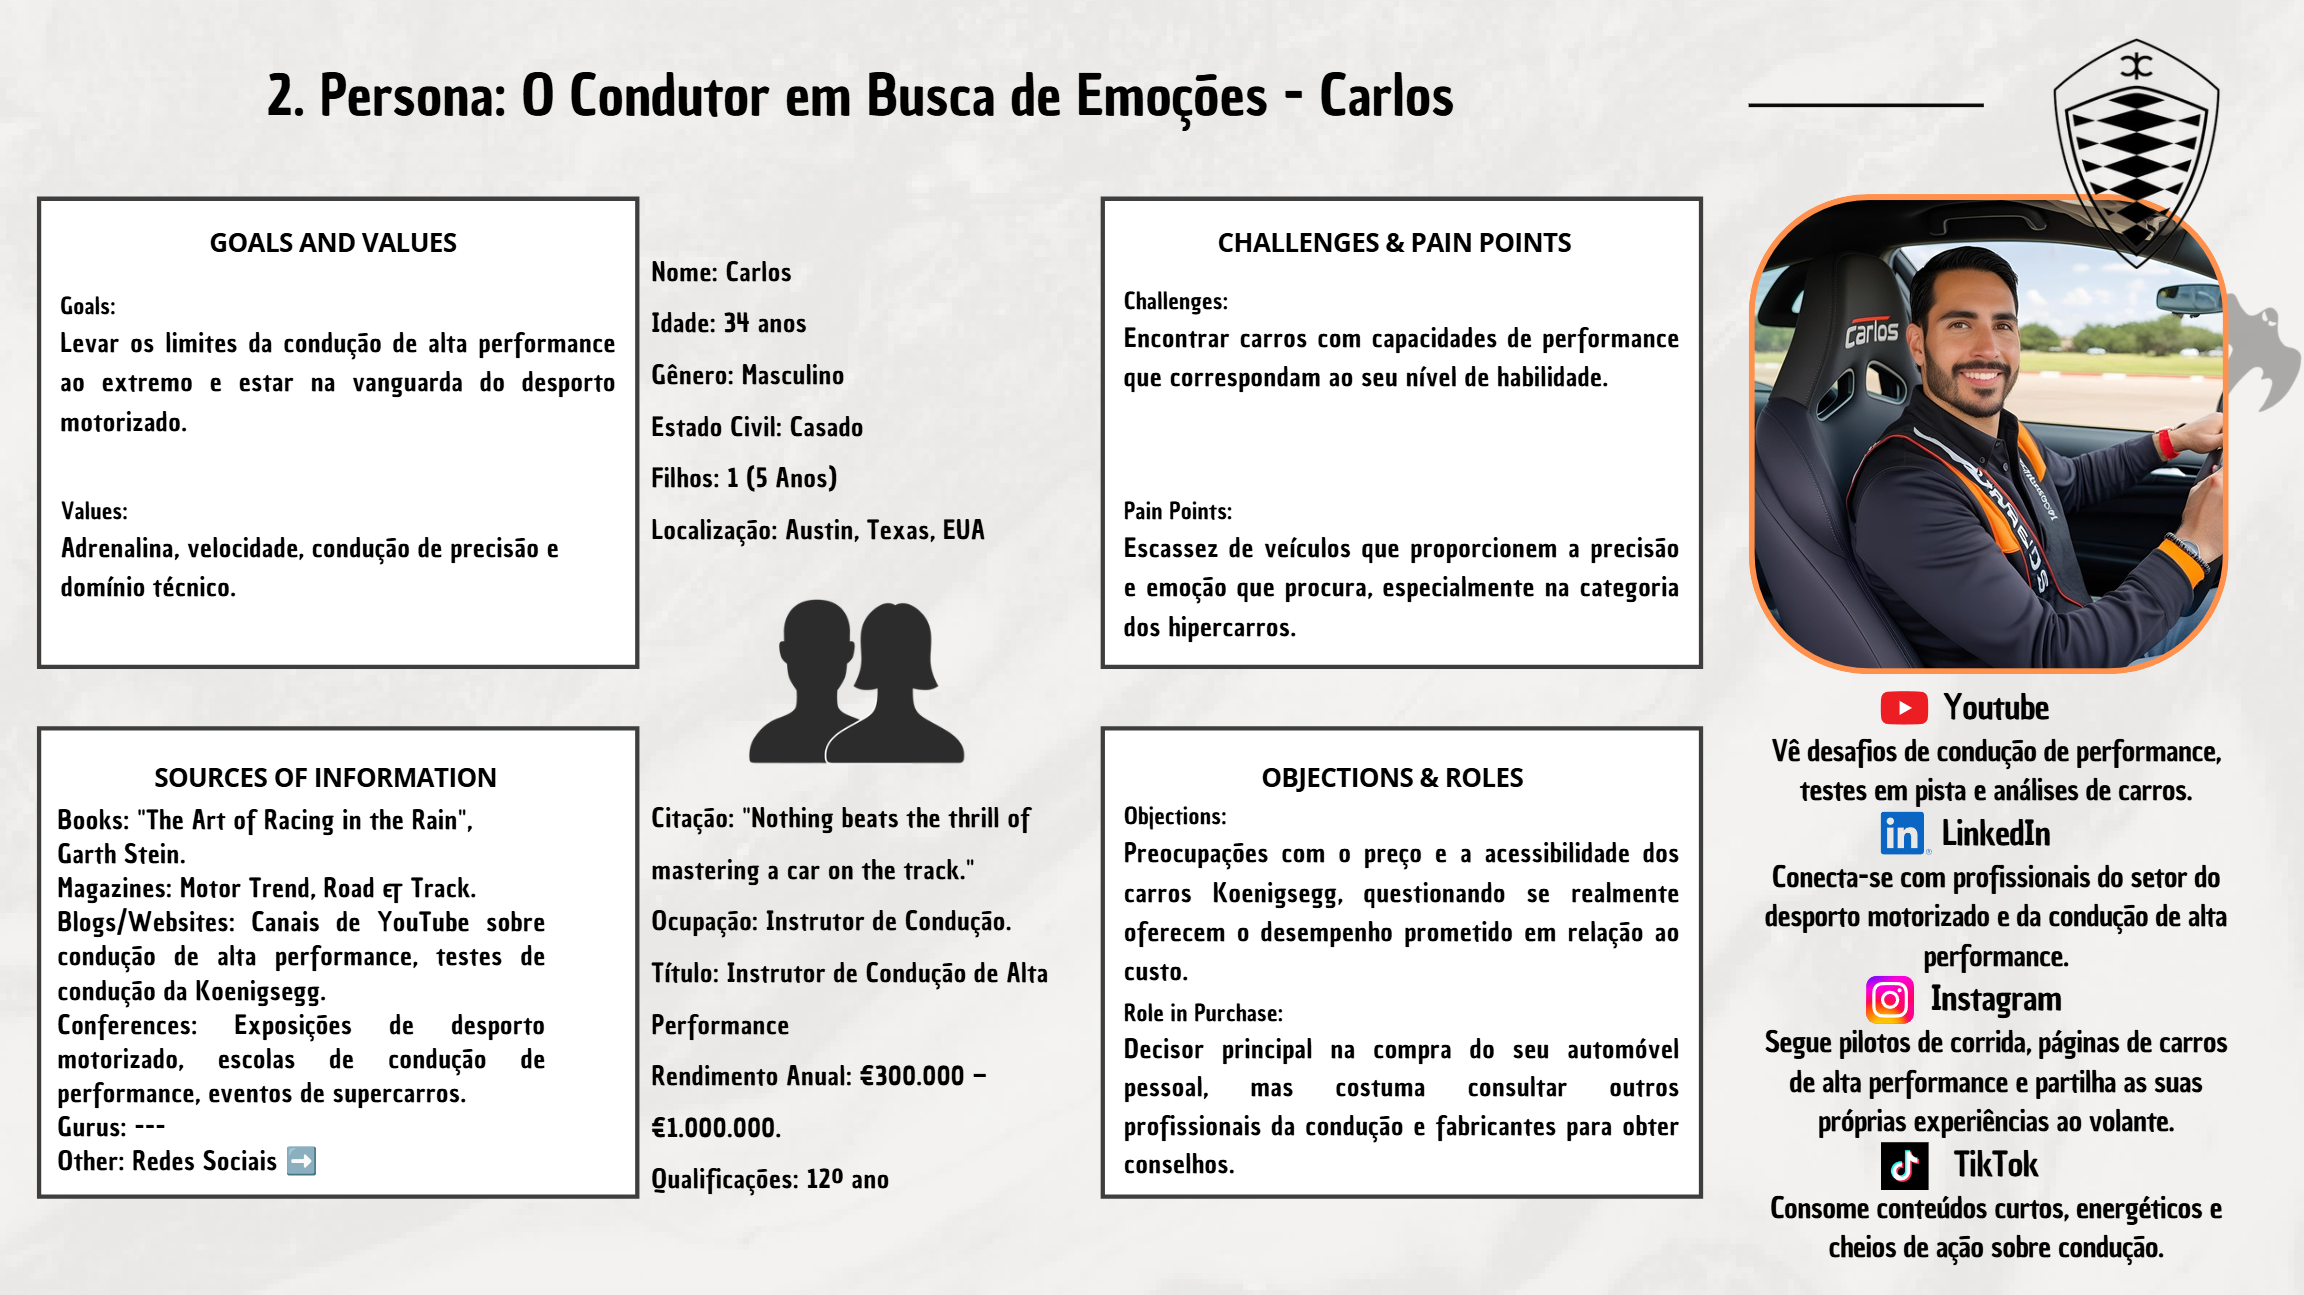 2. Persona: O Condutor em Busca de Emoções - Carlos
GOALS AND VALUES
Goals:
Levar os limites da condução de alta performance
ao extremo e estar na vanguarda do desporto
motorizado.
Values:
Adrenalina, velocidade, condução de precisão e
domínio técnico.
SOURCES OF INFORMATION
Books: "The Art of Racing in the Rain",
Garth Stein.
Magazines: Motor Trend, Road & Track.
Blogs/Websites: Canais de YouTube sobre
condução de alta performance, testes de
condução da Koenigsegg.
Conferences: Exposições de desporto
motorizado, escolas de condução de
performance, eventos de supercarros.
Gurus: ---
Other: Redes Sociais ➡️
Nome: Carlos
Idade: 34 anos
Gênero: Masculino
Estado Civil: Casado
Filhos: 1 (5 Anos)
Localização: Austin, Texas, EUA
Citação: "Nothing beats the thrill of
mastering a car on the track."
Ocupação: Instrutor de Condução.
Título: Instrutor de Condução de Alta
Performance
Rendimento Anual: €300.000 –
€1.000.000.
Qualificações: 12º ano
CHALLENGES & PAIN POINTS
Challenges:
Encontrar carros com capacidades de performance
que correspondam ao seu nível de habilidade.
Pain Points:
Escassez de veículos que proporcionem a precisão
e emoção que procura, especialmente na categoria
dos hipercarros.
OBJECTIONS & ROLES
Objections:
Preocupações com o preço e a acessibilidade dos
carros Koenigsegg, questionando se realmente
oferecem o desempenho prometido em relação ao
custo.
Role in Purchase:
Decisor principal na compra do seu automóvel
pessoal, mas costuma consultar outros
profissionais da condução e fabricantes para obter
conselhos.
Carlos
Youtube
Vê desafios de condução de performance,
testes em pista e análises de carros.
in LinkedIn
Conecta-se com profissionais do setor do
desporto motorizado e da condução de alta
performance.
Instagram
Segue pilotos de corrida, páginas de carros
de alta performance e partilha as suas
próprias experiências ao volante.
TikTok
Consome conteúdos curtos, energéticos e
cheios de ação sobre condução.